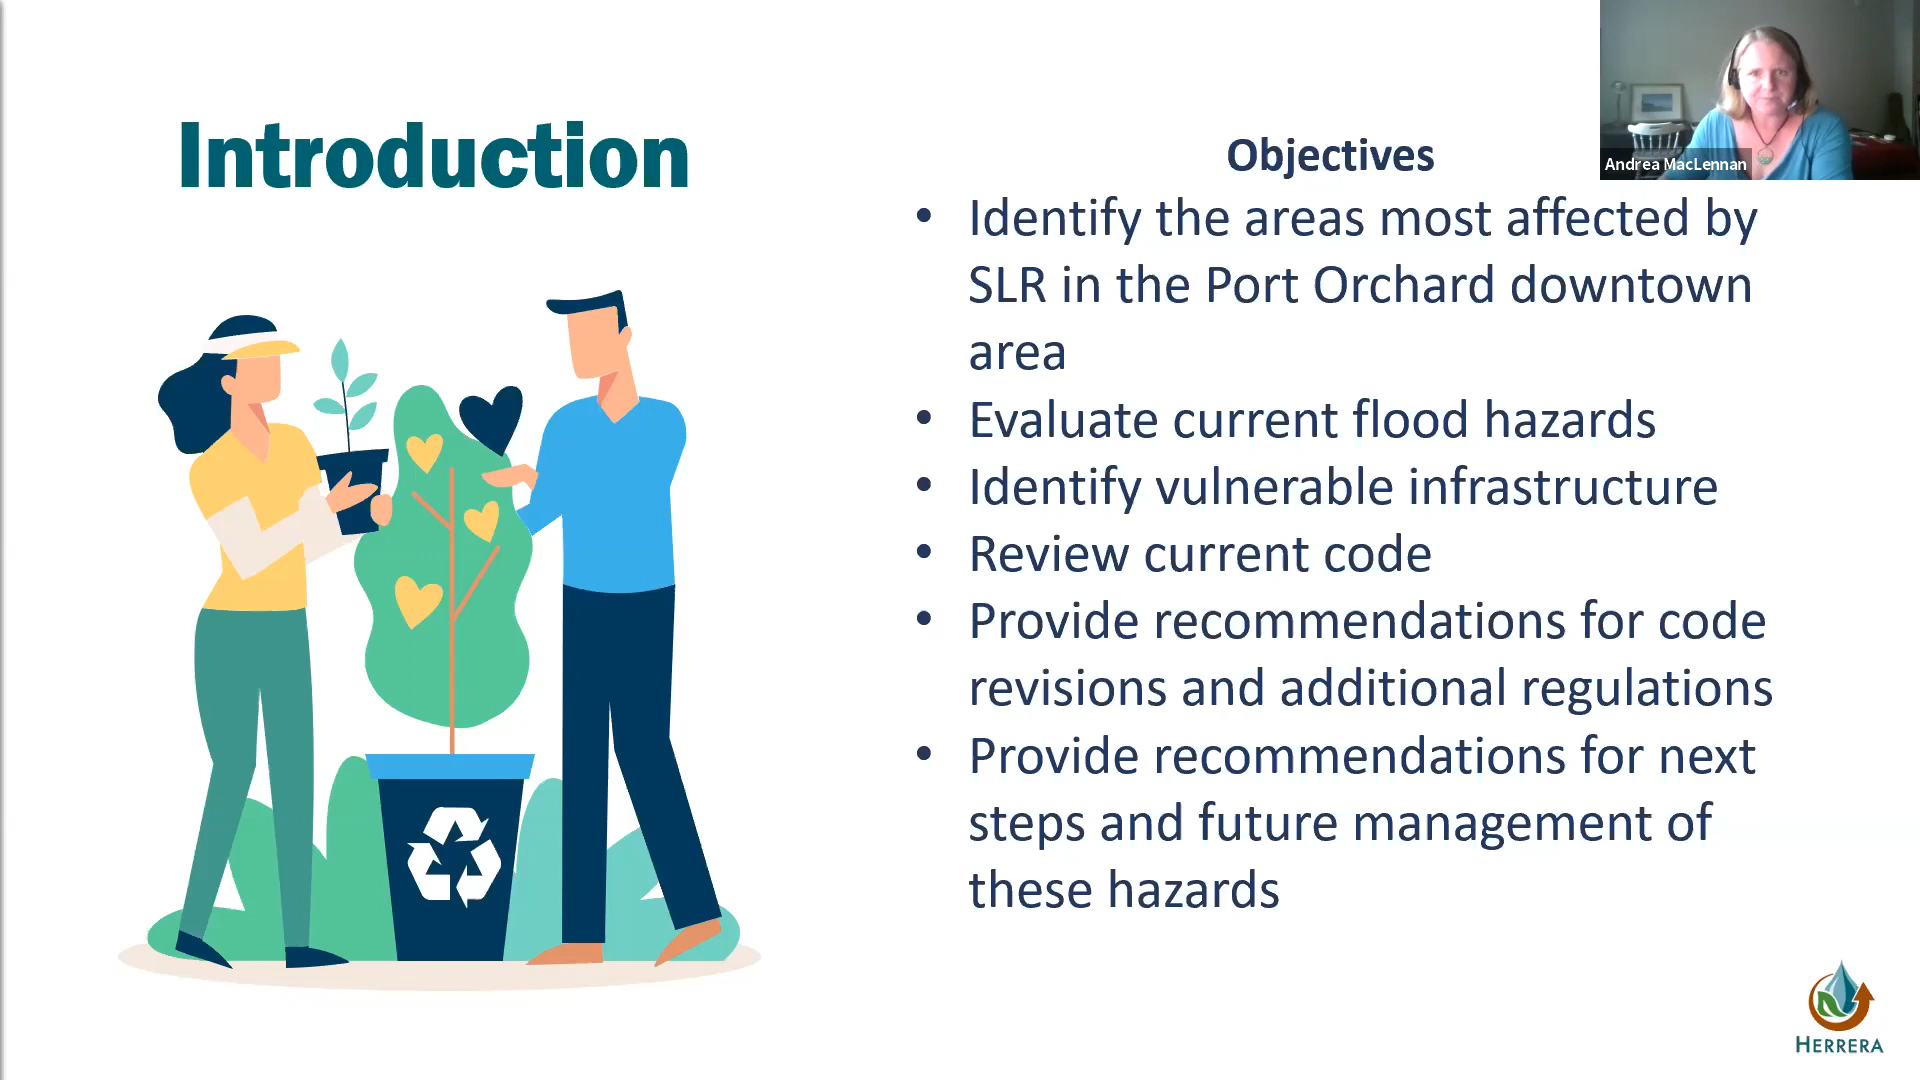 Introduction
Objectives
Andrea MacLennan
• Identify the areas most affected by
SLR in the Port Orchard downtown
area
• Evaluate current flood hazards
• Identify vulnerable infrastructure
• Review current code
• Provide recommendations for code
revisions and additional regulations
• Provide recommendations for next
steps and future management of
these hazards
HERRERA